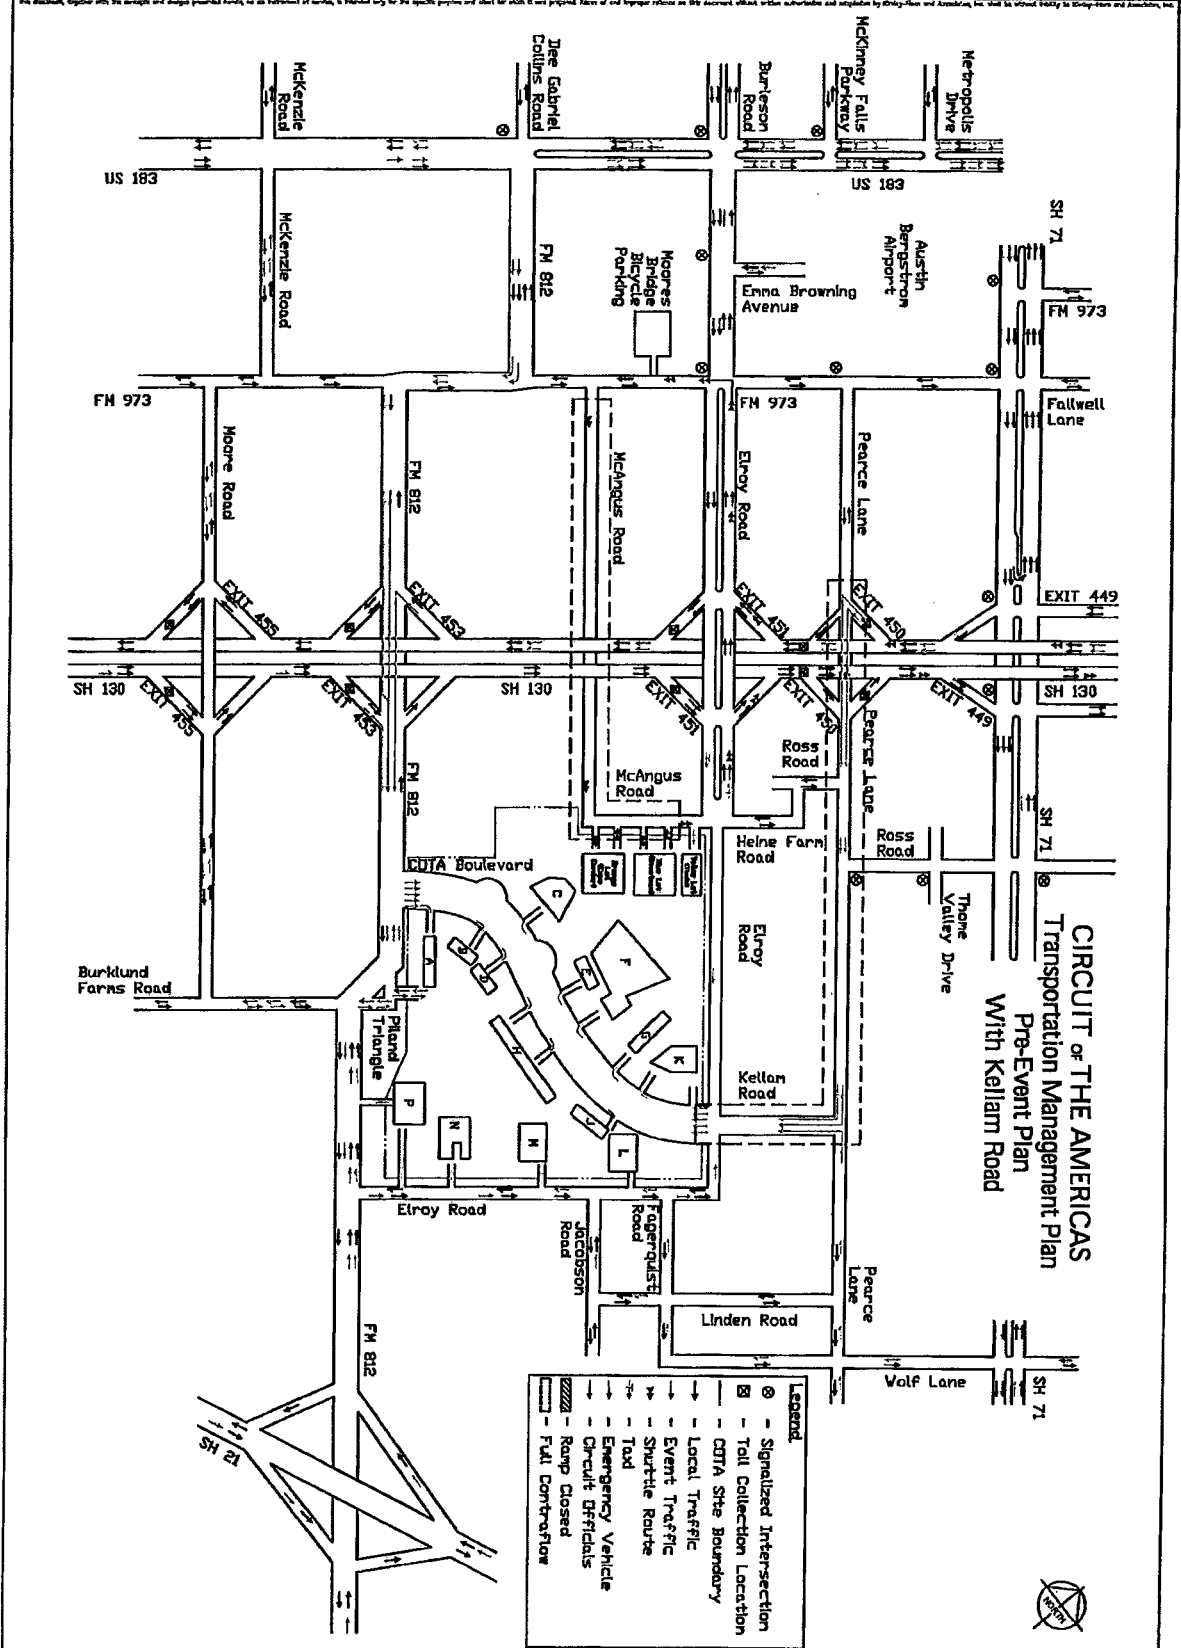 CIRCUIT OF THE AMERICAS
Transportation Management Plan
Pre-Event Plan
With Kellam Road
Metropolis
Drive
McKinney Falls
Parkway
Burleson
Road
Dee Gabriel
Collins Road
McKenzie
Road
US 183
US 183
SH 71
Austin
Bergstrom
Airport
Emma Browning
Avenue
Moores
Bridge
Bicycle
Parking
FM 812
McKenzie Road
FM 973
Fallwell
Lane
FM 973
FM 973
Pearce Lane
Elroy Road
McAngus Road
FM 812
Moore Road
EXIT 449
EXIT
450
EXIT 451
EXIT 453
EXIT 455
SH 130
SH 130
SH 130
EXIT 449
EXIT 450
EXIT 451
EXIT 453
EXIT 455
Ross
Road
Pearce Lane
McAngus
Road
FM 812
SH 71
Ross
Road
Heine Farm
Road
COTA Boulevard
Thome
Valley Drive
Elroy
Road
Burklund
Farms Road
Piland
Triangle
Kellam
Road
A
C
D
D
E
F
G
H
J
K
L
M
N
P
Elroy Road
Jacobson
Road
Fagerquist
Road
Linden Road
Pearce
Lane
Wolf Lane
SH 71
FM 812
SH 21
Legend
- Signalized Intersection
- Toll Collection Location
- COTA Site Boundary
- Local Traffic
- Event Traffic
- Shuttle Route
- Taxi
- Emergency Vehicle
- Circuit Officials
- Ramp Closed
- Full Contraflow
NORTH